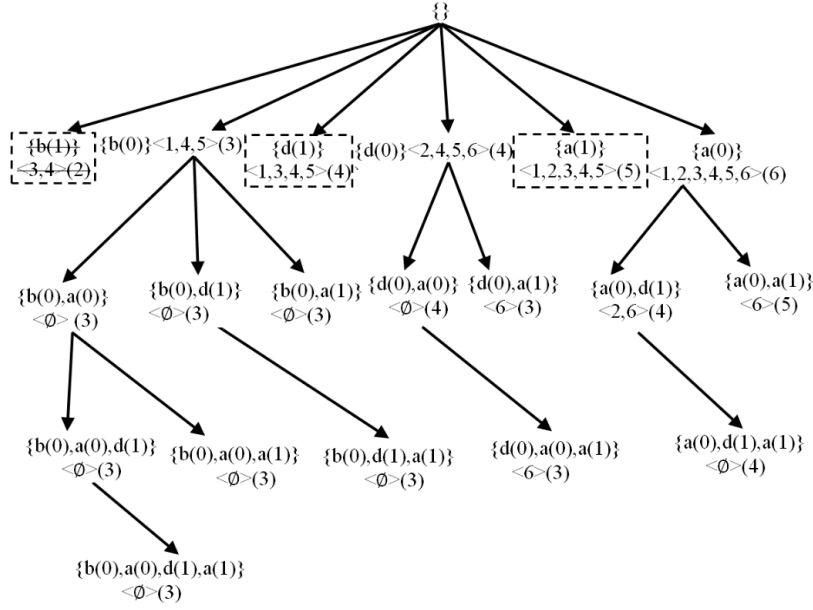 {}
{b(1)}
<3,4>(2)
{b(0)}<1,4,5>(3)
{d(1)}
<1,3,4,5>(4)
{d(0)}<2,4,5,6>(4)
{a(1)}
<1,2,3,4,5>(5)
{a(0)}
<1,2,3,4,5,6>(6)
{b(0),a(0)}
<∅> (3)
{b(0),d(1)}
<∅>(3)
{b(0),a(1)}
<∅>(3)
{d(0),a(0)}
<∅>(4)
{d(0),a(1)}
<6>(3)
{a(0),d(1)}
<2,6>(4)
{a(0),a(1)}
<6>(5)
{b(0),a(0),d(1)}
<∅>(3)
{b(0),a(0),a(1)}
<∅>(3)
{b(0),d(1),a(1)}
<∅>(3)
{d(0),a(0),a(1)}
<6>(3)
{a(0),d(1),a(1)}
<∅>(4)
{b(0),a(0),d(1),a(1)}
<∅>(3)